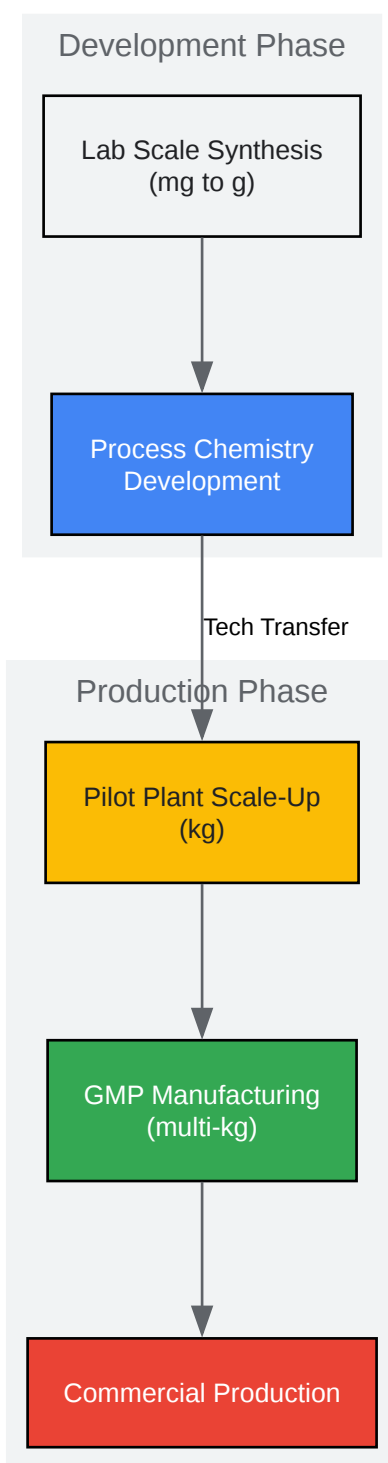 Development Phase
Lab Scale Synthesis
(mg to g)
Process Chemistry
Development
Tech Transfer
Production Phase
Pilot Plant Scale-Up
(kg)
GMP Manufacturing
(multi-kg)
Commercial Production